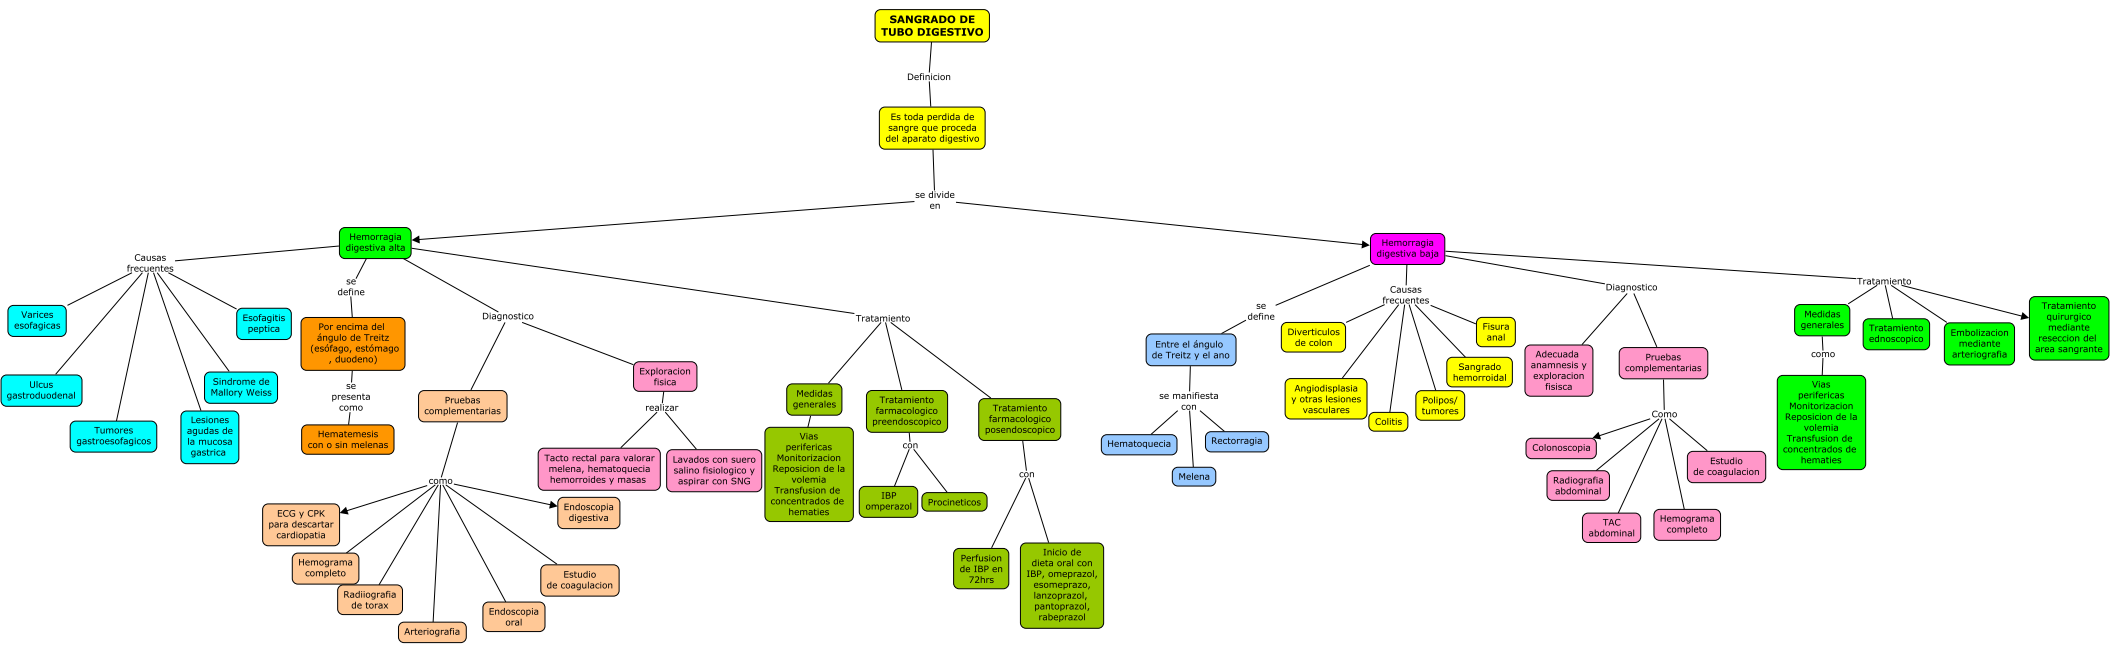 SANGRADO DE
TUBO DIGESTIVO
Definicion
Es toda perdida de
sangre que proceda
del aparato digestivo
se divide
en
Hemorragia
digestiva alta
Causas
frecuentes
Varices
esofagicas
Ulcus
gastroduodenal
Tumores
gastroesofagicos
Lesiones
agudas de
la mucosa
gastrica
Sindrome de
Mallory Weiss
Esofagitis
peptica
se
define
Por encima del
ángulo de Treitz
(esófago, estómago
, duodeno)
se
presenta
como
Hematemesis
con o sin melenas
Diagnostico
Pruebas
complementarias
como
ECG y CPK
para descartar
cardiopatia
Hemograma
completo
Radiiografia
de torax
Arteriografia
Endoscopia
oral
Estudio
de coagulacion
Endoscopia
digestiva
Exploracion
fisica
realizar
Tacto rectal para valorar
melena, hematoquecia
hemorroides y masas
Lavados con suero
salino fisiologico y
aspirar con SNG
Tratamiento
Medidas
generales
Vias
perifericas
Monitorizacion
Reposicion de la
volemia
Transfusion de
concentrados de
hematies
Tratamiento
farmacologico
preendoscopico
con
IBP
omperazol
Procineticos
Tratamiento
farmacologico
posendoscopico
con
Perfusion
de IBP en
72hrs
Inicio de
dieta oral con
IBP, omeprazol,
esomeprazo,
lanzoprazol,
pantoprazol,
rabeprazol
Hemorragia
digestiva baja
se
define
Entre el ángulo
de Treitz y el ano
se manifiesta
con
Hematoquecia
Melena
Rectorragia
Causas
frecuentes
Diverticulos
de colon
Angiodisplasia
y otras lesiones
vasculares
Colitis
Polipos/
tumores
Sangrado
hemorroidal
Fisura
anal
Diagnostico
Adecuada
anamnesis y
exploracion
fisisca
Pruebas
complementarias
Como
Colonoscopia
Radiografia
abdominal
TAC
abdominal
Hemograma
completo
Estudio
de coagulacion
Tratamiento
Medidas
generales
como
Vias
perifericas
Monitorizacion
Reposicion de la
volemia
Transfusion de
concentrados de
hematies
Tratamiento
ednoscopico
Embolizacion
mediante
arteriografia
Tratamiento
quirurgico
mediante
reseccion del
area sangrante